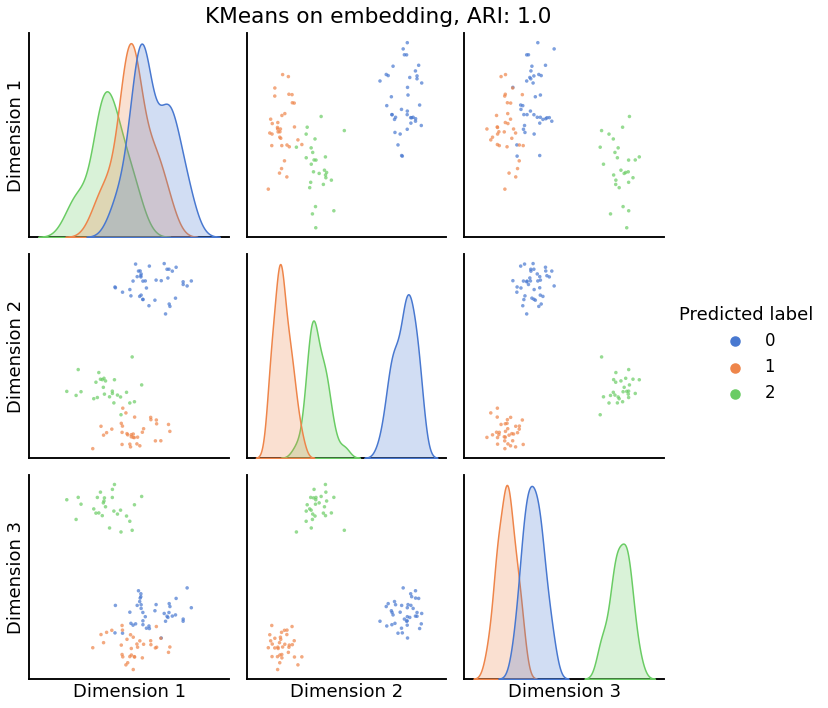 KMeans on embedding, ARI: 1.0
Dimension 1
Dimension 2
Dimension 3
Predicted label
0
1
2
Dimension 1
Dimension 2
Dimension 3